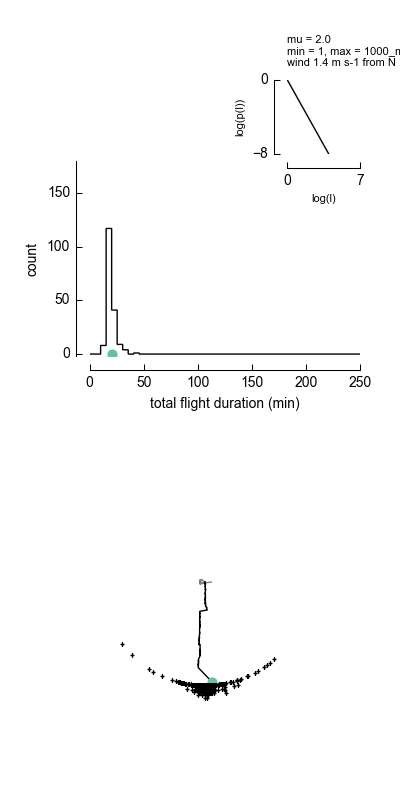 mu = 2.0
min = 1, max = 1000_m
wind 1.4 m s-1 from N
0
−8
log(p(l))
0 7
log(l)
150
100
50
0
count
0 50 100 150 200 250
total flight duration (min)